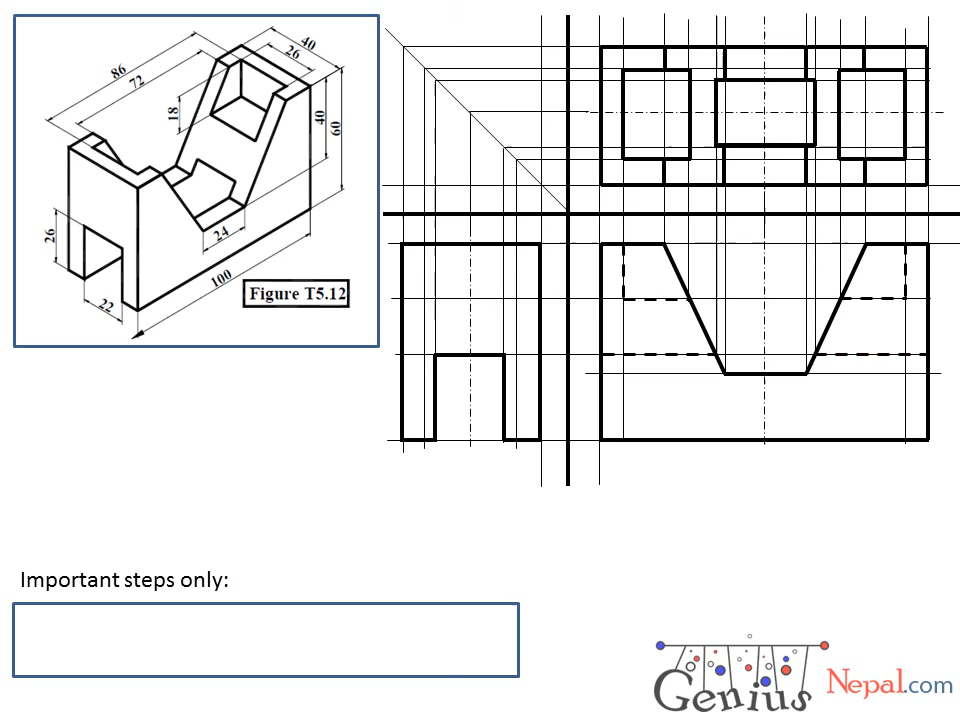 86
72
40
26
18
40
60
26
24
22
100
Figure T5.12
Important steps only:
Genius
Nepal.com